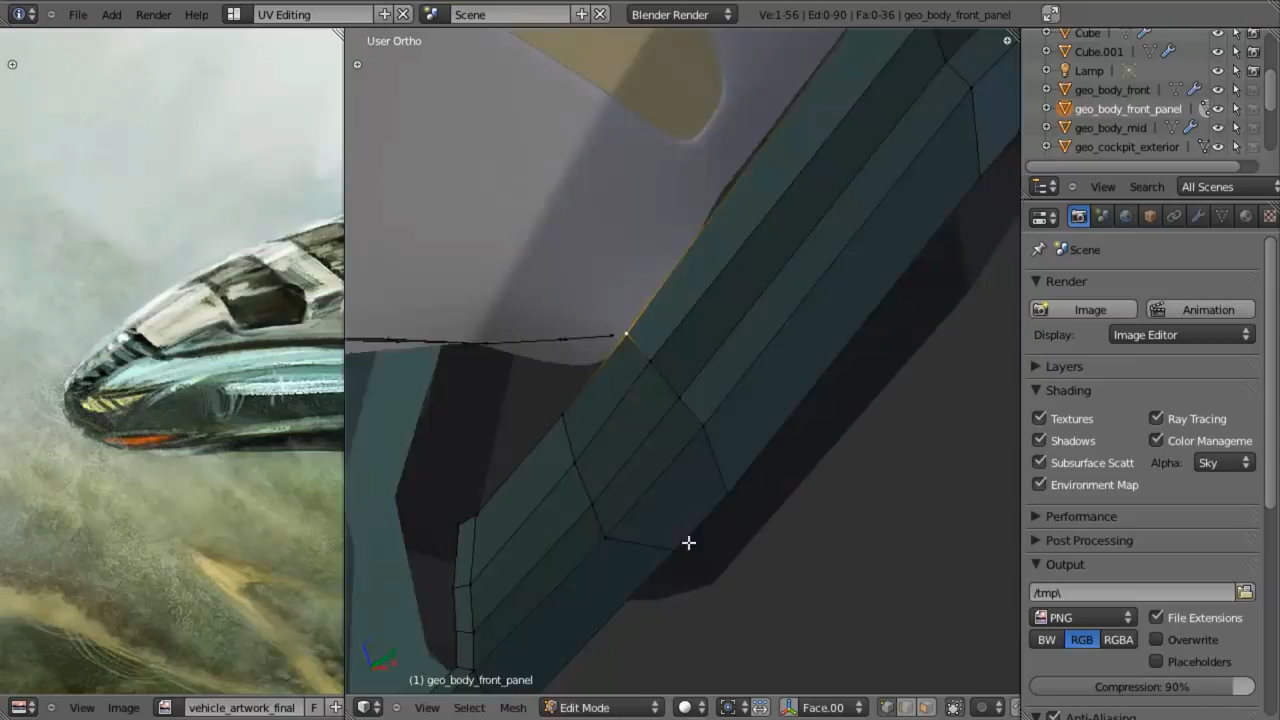 File Add Render Help UV Editing Scene Blender Render Ve:1-56 | Ed:0-90 | Fa:0-36 | geo_body_front_panel
User Ortho
Cube
Cube.001
Lamp
geo_body_front
geo_body_front_panel
geo_body_mid
geo_cockpit_exterior
View Search All Scenes
Scene
Render
Image Animation
Display: Image Editor
Layers
Shading
Textures Ray Tracing
Shadows Color Manageme
Subsurface Scatt Alpha: Sky
Environment Map
Performance
Post Processing
Output
/tmp\
PNG File Extensions
BW RGB RGBA Overwrite
Placeholders
Compression: 90%
Anti-Aliasing
(1) geo_body_front_panel
View Image vehicle_artwork_final F View Select Mesh Edit Mode Face.00